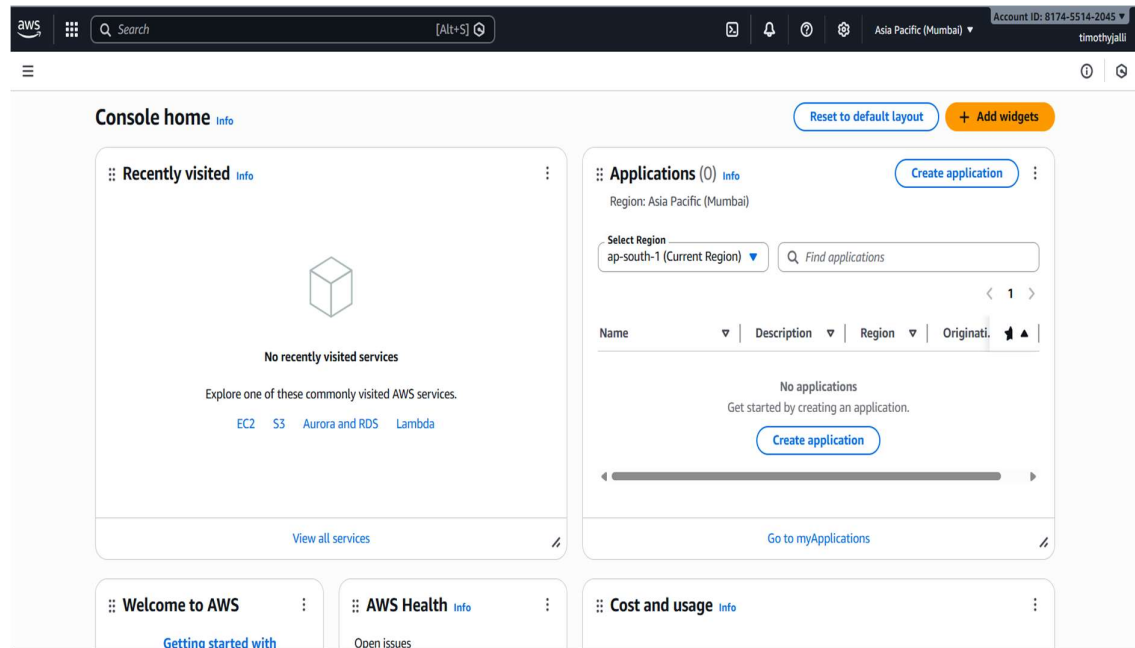 aws
Search [Alt+S]
Asia Pacific (Mumbai) ▼
Account ID: 8174-5514-2045 ▼
timothyjalli
Console home Info
Reset to default layout
+ Add widgets
Recently visited Info
No recently visited services
Explore one of these commonly visited AWS services.
EC2 S3 Aurora and RDS Lambda
View all services
Applications (0) Info
Create application
Region: Asia Pacific (Mumbai)
Select Region
ap-south-1 (Current Region) ▼
Find applications
1
Name Description Region Originati.
No applications
Get started by creating an application.
Create application
Go to myApplications
Welcome to AWS
Getting started with
AWS Health Info
Open issues
Cost and usage Info